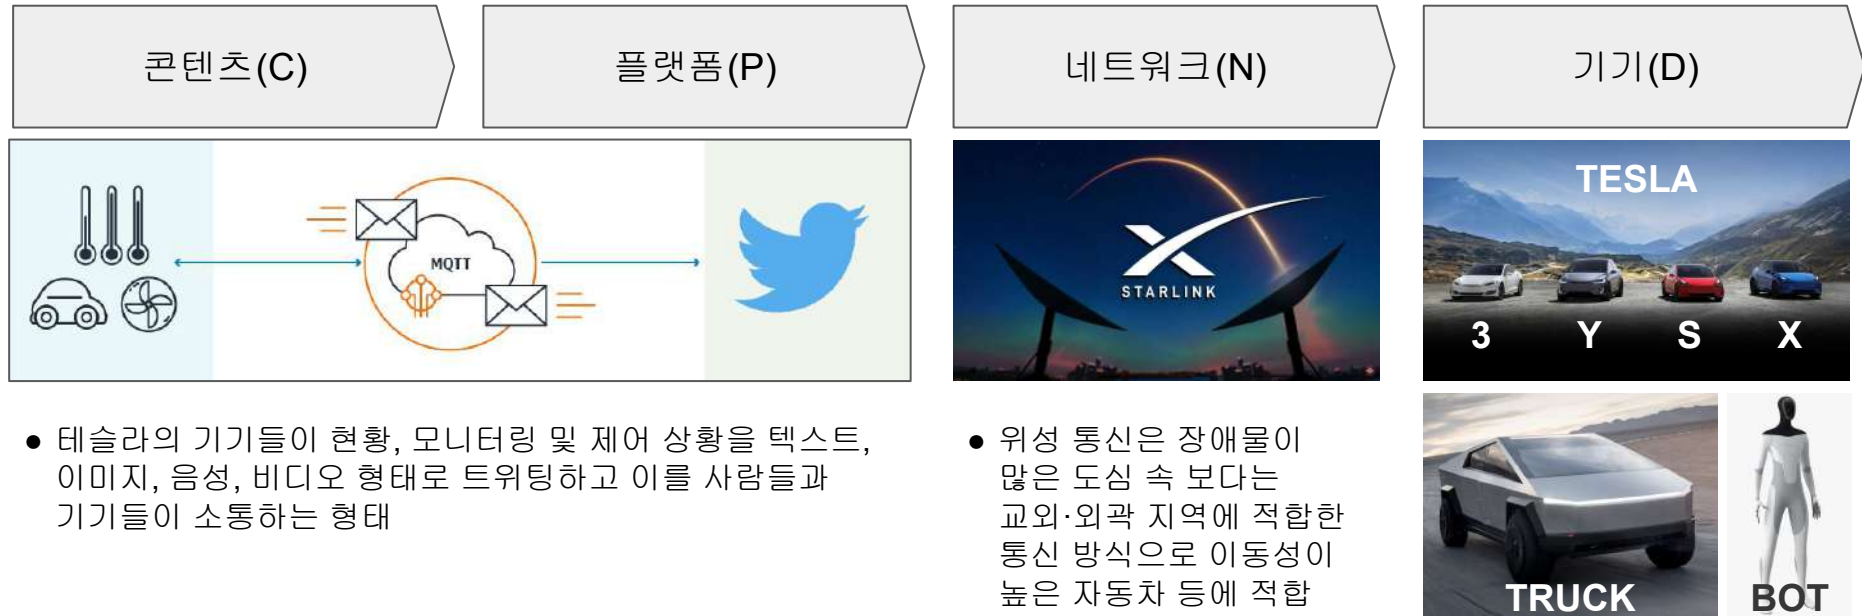 콘텐츠(C)
플랫폼(P)
네트워크(N)
기기(D)
MQTT
STARLINK
TESLA
3 Y S X
● 테슬라의 기기들이 현황, 모니터링 및 제어 상황을 텍스트,
이미지, 음성, 비디오 형태로 트위팅하고 이를 사람들과
기기들이 소통하는 형태
● 위성 통신은 장애물이
많은 도심 속 보다는
교외·외곽 지역에 적합한
통신 방식으로 이동성이
높은 자동차 등에 적합
TRUCK
BOT